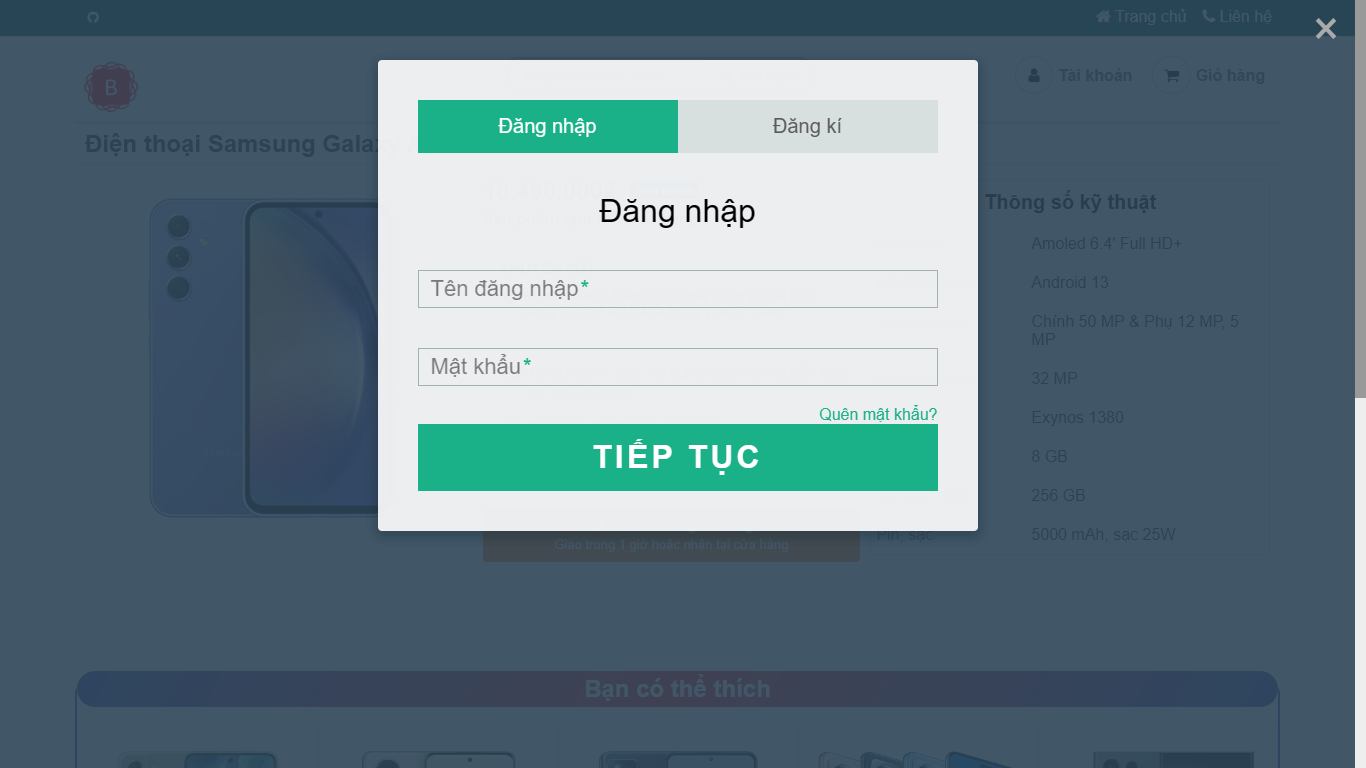 Trang chủ
Liên hệ
×
B
Tài khoản
Giỏ hàng
Điện thoại Samsung Galaxy
Đăng nhập
Đăng kí
Đăng nhập
Tên đăng nhập*
Mật khẩu*
Quên mật khẩu?
TIẾP TỤC
Thông số kỹ thuật
Amoled 6.4' Full HD+
Android 13
Chính 50 MP & Phụ 12 MP, 5
MP
32 MP
Exynos 1380
8 GB
256 GB
Pin, sạc
5000 mAh, sạc 25W
Giao trong 1 giờ hoặc nhận tại cửa hàng
Bạn có thể thích